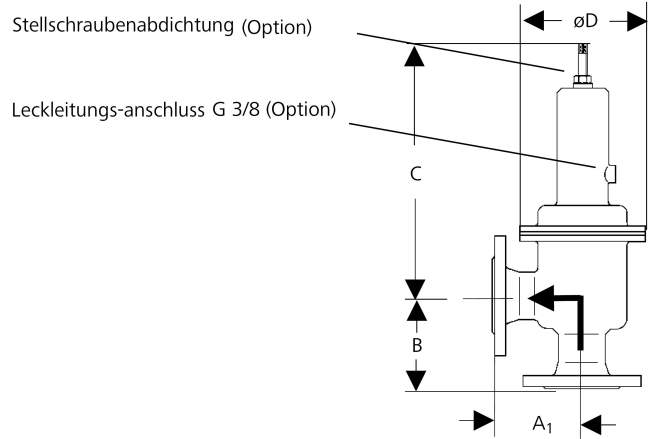 Stellschraubenabdichtung (Option)
øD
Leckleitungs-anschluss G 3/8 (Option)
C
B
A₁